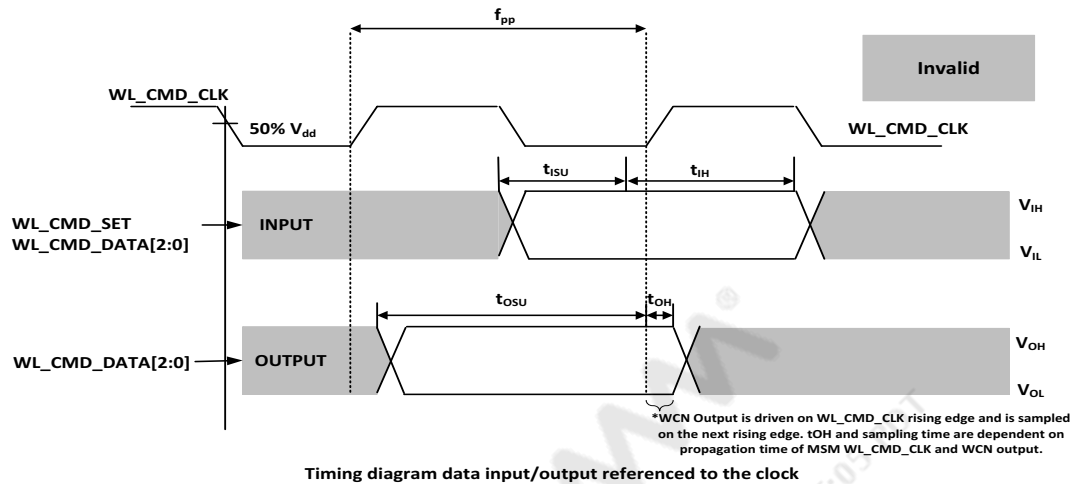 fpp
Invalid
WL_CMD_CLK
50% Vdd
WL_CMD_CLK
tISU
tIH
WL_CMD_SET
WL_CMD_DATA[2:0]
INPUT
VIH
VIL
tOSU
tOH
WL_CMD_DATA[2:0]
OUTPUT
VOH
VOL
*WCN Output is driven on WL_CMD_CLK rising edge and is sampled
on the next rising edge. tOH and sampling time are dependent on
propagation time of MSM WL_CMD_CLK and WCN output.
Timing diagram data input/output referenced to the clock